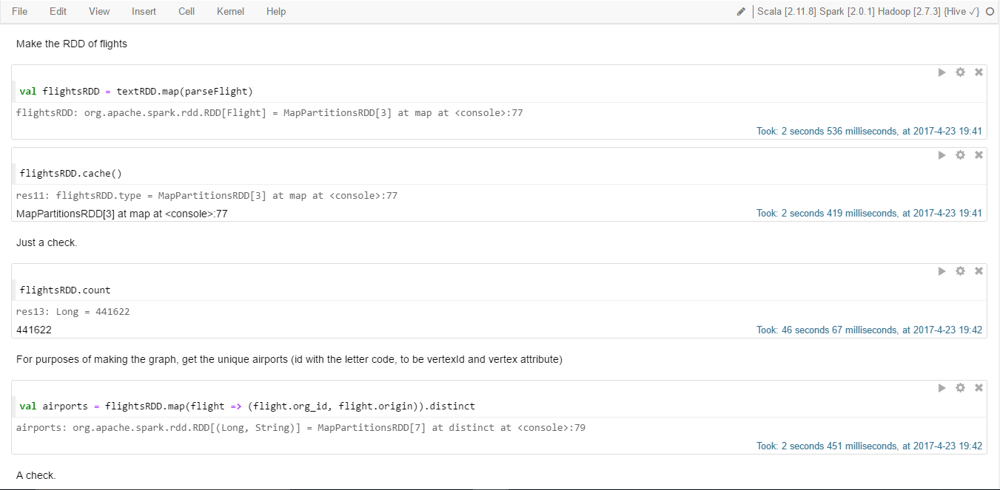 File Edit View Insert Cell Kernel Help Scala [2.11.8] Spark [2.0.1] Hadoop [2.7.3] {Hive ✓}
Make the RDD of flights
val flightsRDD = textRDD.map(parseFlight)
flightsRDD: org.apache.spark.rdd.RDD[Flight] = MapPartitionsRDD[3] at map at <console>:77
Took: 2 seconds 536 milliseconds, at 2017-4-23 19:41
flightsRDD.cache()
res11: flightsRDD.type = MapPartitionsRDD[3] at map at <console>:77
MapPartitionsRDD[3] at map at <console>:77 Took: 2 seconds 419 milliseconds, at 2017-4-23 19:41
Just a check.
flightsRDD.count
res13: Long = 441622
441622 Took: 46 seconds 67 milliseconds, at 2017-4-23 19:42
For purposes of making the graph, get the unique airports (id with the letter code, to be vertexId and vertex attribute)
val airports = flightsRDD.map(flight => (flight.org_id, flight.origin)).distinct
airports: org.apache.spark.rdd.RDD[(Long, String)] = MapPartitionsRDD[7] at distinct at <console>:79
Took: 2 seconds 451 milliseconds, at 2017-4-23 19:42
A check.